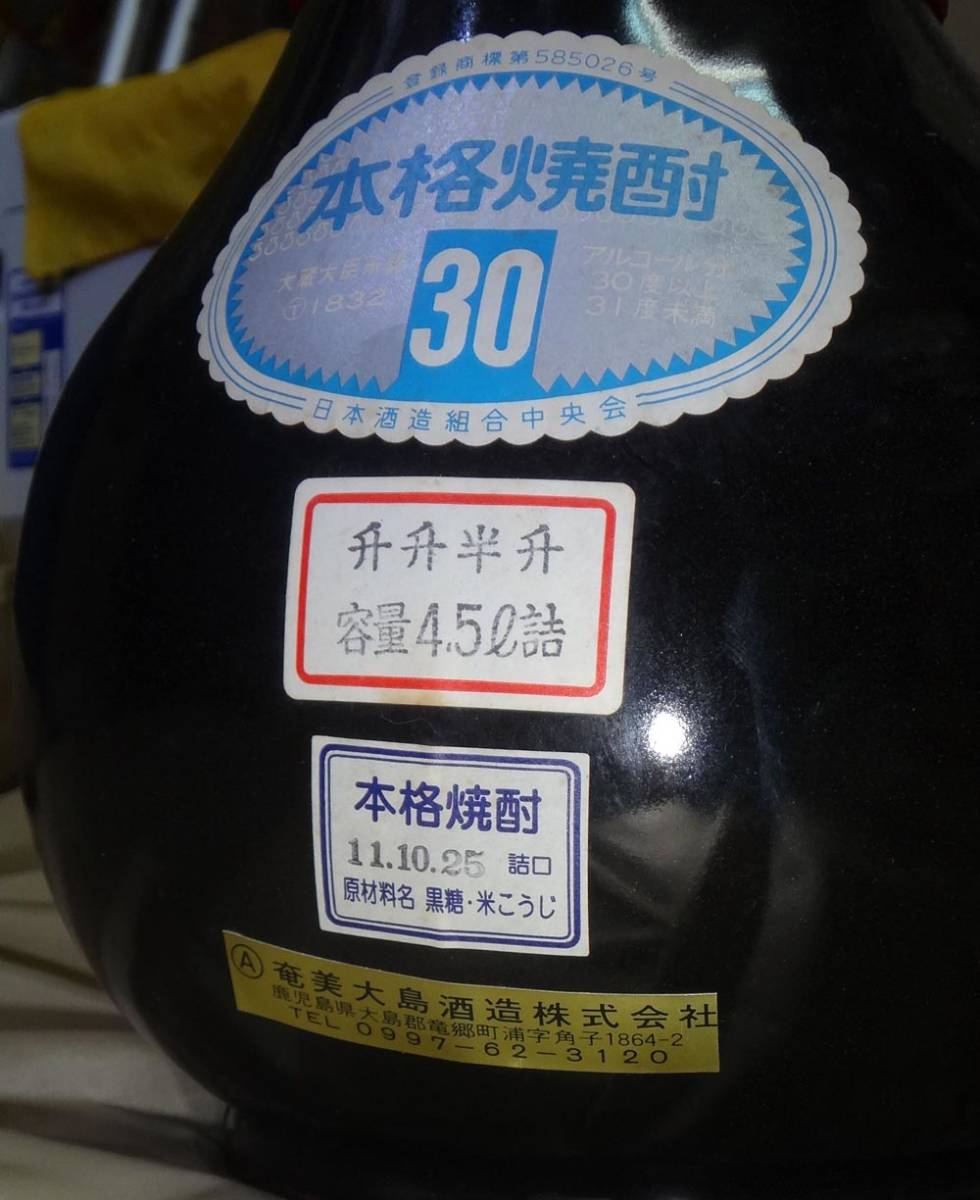 登録商標第585026号
本格焼酎
30
大蔵大臣
〒1832
アルコール分
30度以上
31度未満
日本酒造組合中央会
升升半升
容量4.5ℓ詰
本格焼酎
11.10.25 詰口
原材料名 黒糖・米こうじ
Ⓐ 奄美大島酒造株式会社
鹿児島県大島郡竜郷町浦字角子1864-2
TEL 0997-62-3120